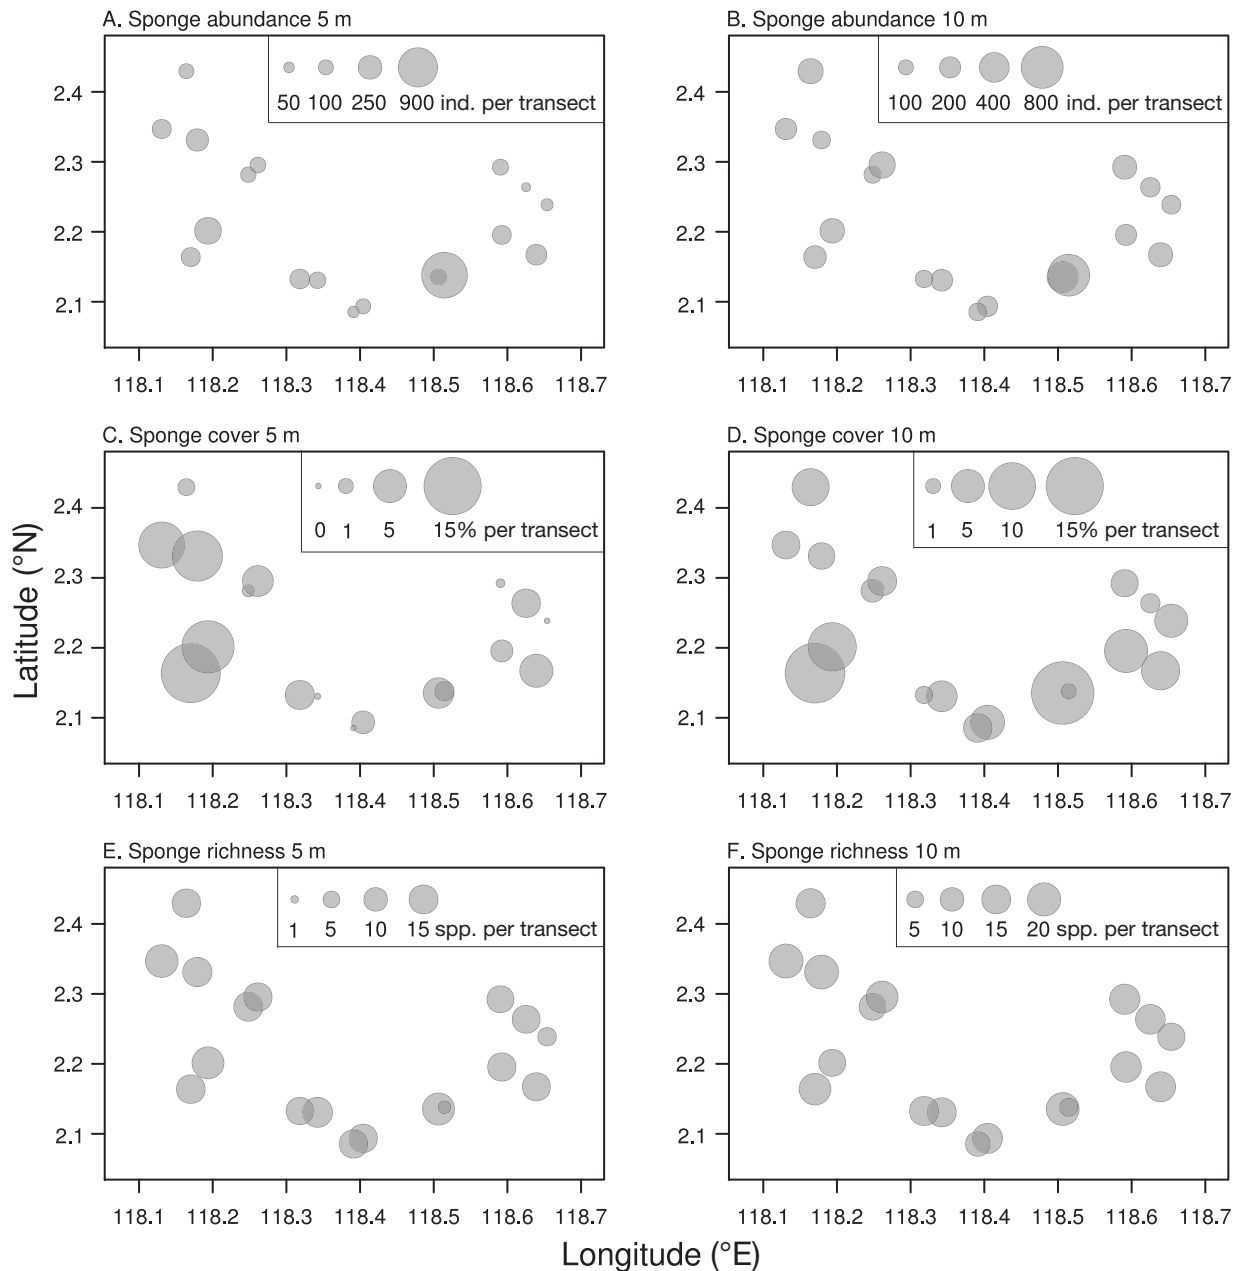 A. Sponge abundance 5 m
B. Sponge abundance 10 m
50 100 250 900 ind. per transect
100 200 400 800 ind. per transect
2.4
2.3
2.2
2.1
2.4
2.3
2.2
2.1
118.1 118.2 118.3 118.4 118.5 118.6 118.7
118.1 118.2 118.3 118.4 118.5 118.6 118.7
C. Sponge cover 5 m
D. Sponge cover 10 m
0 1 5 15% per transect
1 5 10 15% per transect
2.4
2.3
2.2
2.1
2.4
2.3
2.2
2.1
Latitude (°N)
118.1 118.2 118.3 118.4 118.5 118.6 118.7
118.1 118.2 118.3 118.4 118.5 118.6 118.7
E. Sponge richness 5 m
F. Sponge richness 10 m
1 5 10 15 spp. per transect
5 10 15 20 spp. per transect
2.4
2.3
2.2
2.1
2.4
2.3
2.2
2.1
118.1 118.2 118.3 118.4 118.5 118.6 118.7
118.1 118.2 118.3 118.4 118.5 118.6 118.7
Longitude (°E)